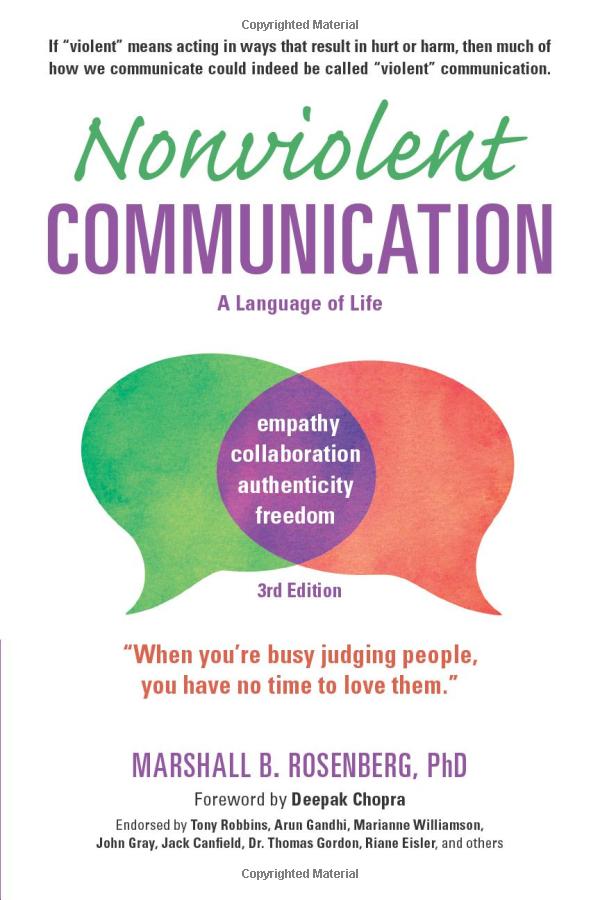 Copyrighted Material
If “violent” means acting in ways that result in hurt or harm, then much of
how we communicate could indeed be called “violent” communication.
Nonviolent
COMMUNICATION
A Language of Life
empathy
collaboration
authenticity
freedom
3rd Edition
“When you’re busy judging people,
you have no time to love them.”
MARSHALL B. ROSENBERG, PhD
Foreword by Deepak Chopra
Endorsed by Tony Robbins, Arun Gandhi, Marianne Williamson,
John Gray, Jack Canfield, Dr. Thomas Gordon, Riane Eisler, and others
Copyrighted Material